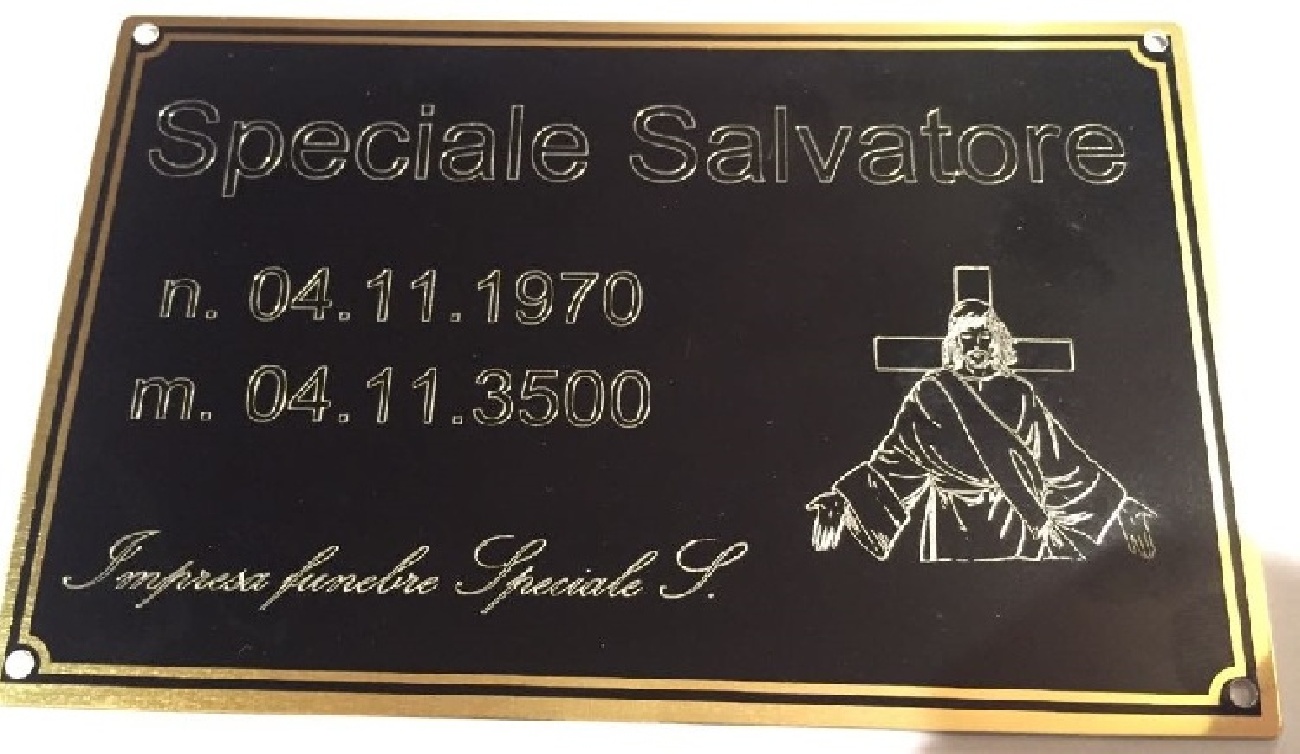 Speciale Salvatore
n. 04.11.1970
m. 04.11.3500
Impresa funebre Speciale S.